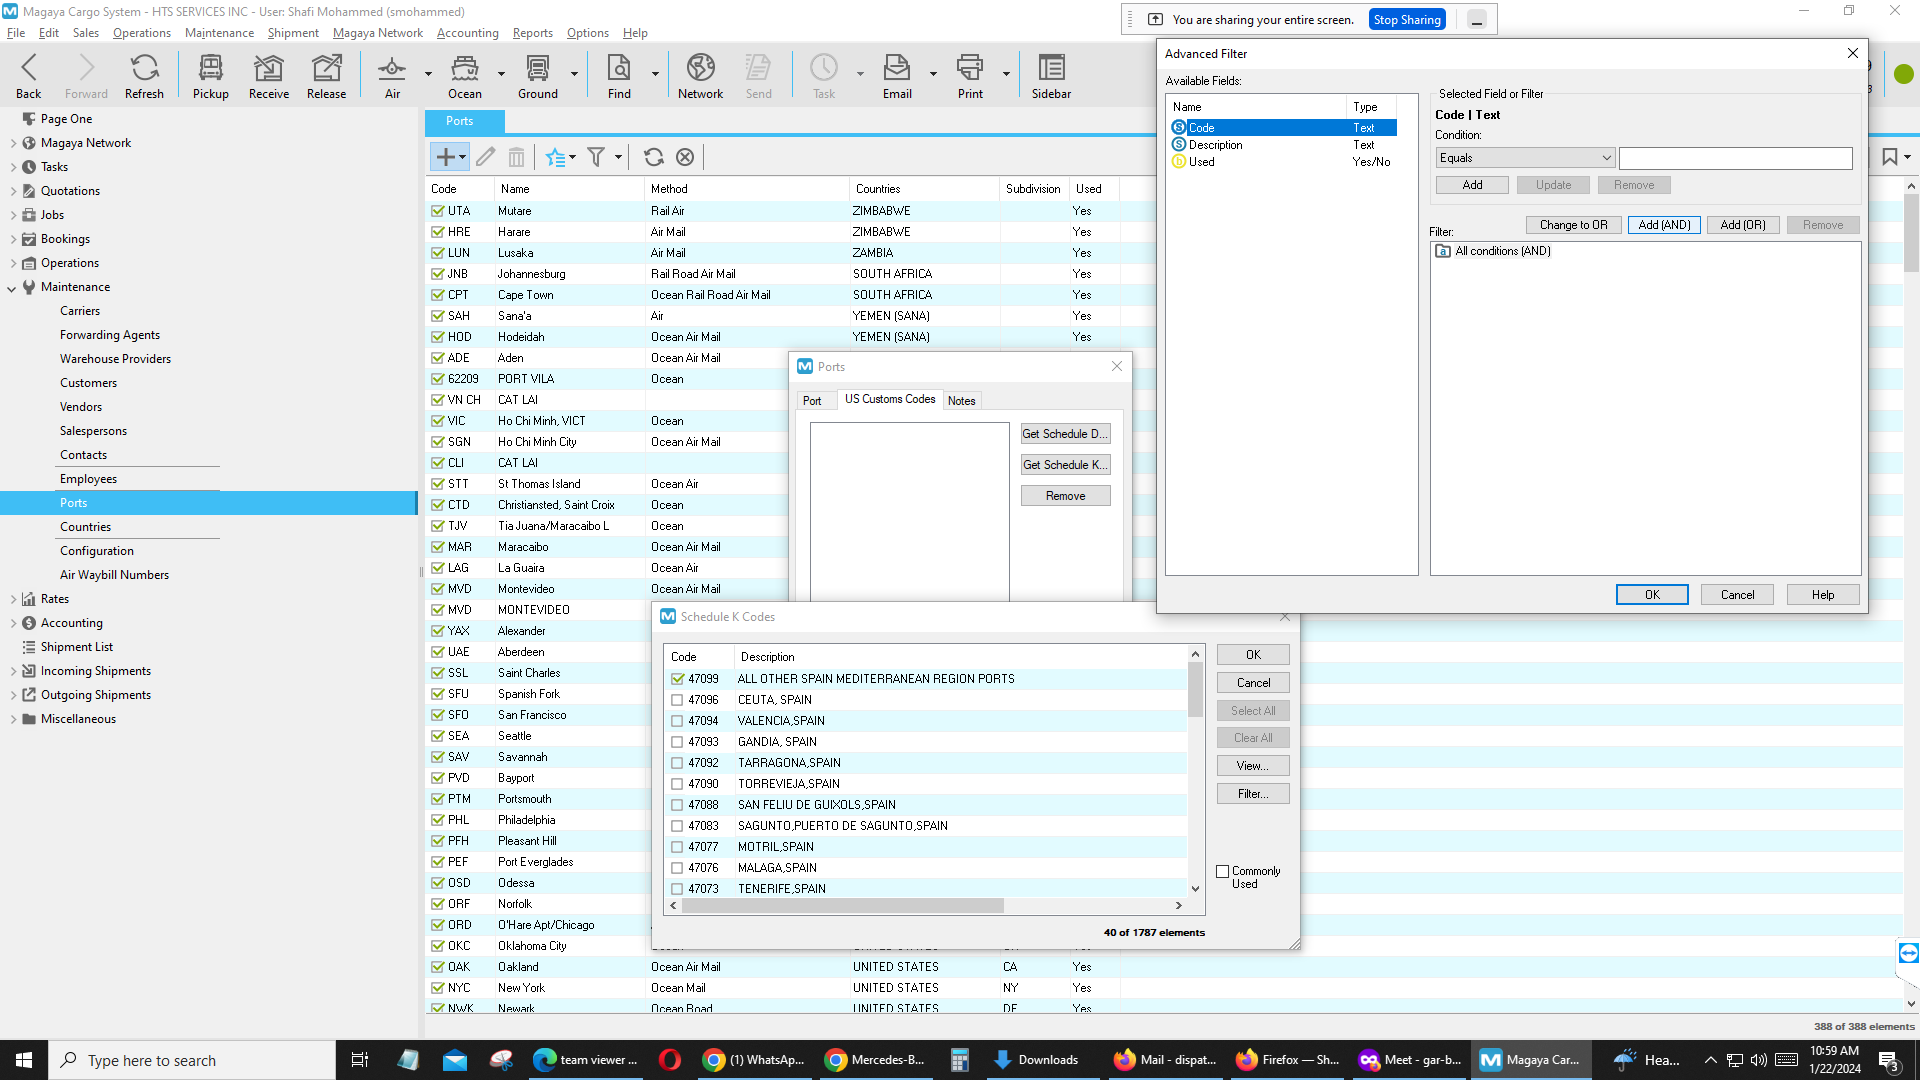 Magaya Cargo System - HTS SERVICES INC - User: Shafi Mohammed (smohammed)
You are sharing your entire screen.
Stop Sharing
File Edit Sales Operations Maintenance Shipment Magaya Network Accounting Reports Options Help
Back Forward Refresh Pickup Receive Release Air Ocean Ground Find Network Send Task Email Print Sidebar
Page One
Magaya Network
Tasks
Quotations
Jobs
Bookings
Operations
Maintenance
Carriers
Forwarding Agents
Warehouse Providers
Customers
Vendors
Salespersons
Contacts
Employees
Ports
Countries
Configuration
Air Waybill Numbers
Rates
Accounting
Shipment List
Incoming Shipments
Outgoing Shipments
Miscellaneous
Ports
Code Name Method Countries Subdivision Used
UTA Mutare Rail Air ZIMBABWE Yes
HRE Harare Air Mail ZIMBABWE Yes
LUN Lusaka Air Mail ZAMBIA Yes
JNB Johannesburg Rail Road Air Mail SOUTH AFRICA Yes
CPT Cape Town Ocean Rail Road Air Mail SOUTH AFRICA Yes
SAH Sana'a Air YEMEN (SANA) Yes
HOD Hodeidah Ocean Air Mail YEMEN (SANA) Yes
ADE Aden Ocean Air Mail
62209 PORT VILA Ocean
VN CH CAT LAI
VIC Ho Chi Minh, VICT Ocean
SGN Ho Chi Minh City Ocean Air Mail
CLI CAT LAI
STT St Thomas Island Ocean Air
CTD Christiansted, Saint Croix Ocean
TJV Tia Juana/Maracaibo L Ocean
MAR Maracaibo Ocean Air Mail
LAG La Guaira Ocean Air
MVD Montevideo Ocean Air Mail
MVD MONTEVIDEO
YAX Alexander
UAE Aberdeen
SSL Saint Charles
SFU Spanish Fork
SFO San Francisco
SEA Seattle
SAV Savannah
PVD Bayport
PTM Portsmouth
PHL Philadelphia
PFH Pleasant Hill
PEF Port Everglades
OSD Odessa
ORF Norfolk
ORD O'Hare Apt/Chicago
OKC Oklahoma City
OAK Oakland Ocean Air Mail UNITED STATES CA Yes
NYC New York Ocean Mail UNITED STATES NY Yes
NWK Newark Ocean Road UNITED STATES DE Yes
388 of 388 elements
Ports
Port US Customs Codes Notes
Get Schedule D...
Get Schedule K...
Remove
Schedule K Codes
Code Description
47099 ALL OTHER SPAIN MEDITERRANEAN REGION PORTS
47096 CEUTA, SPAIN
47094 VALENCIA,SPAIN
47093 GANDIA, SPAIN
47092 TARRAGONA,SPAIN
47090 TORREVIEJA,SPAIN
47088 SAN FELIU DE GUIXOLS,SPAIN
47083 SAGUNTO,PUERTO DE SAGUNTO,SPAIN
47077 MOTRIL,SPAIN
47076 MALAGA,SPAIN
47073 TENERIFE,SPAIN
OK
Cancel
Select All
Clear All
View...
Filter...
Commonly
Used
40 of 1787 elements
Advanced Filter
Available Fields:
Name Type
Code Text
Description Text
Used Yes/No
Selected Field or Filter
Code | Text
Condition:
Equals
Add Update Remove
Filter:
Change to OR Add (AND) Add (OR) Remove
All conditions (AND)
OK Cancel Help
Type here to search
team viewer ...
(1) WhatsAp...
Mercedes-B...
Downloads
Mail - dispat...
Firefox — Sh...
Meet - gar-b...
Magaya Car...
Hea...
10:59 AM
1/22/2024
3